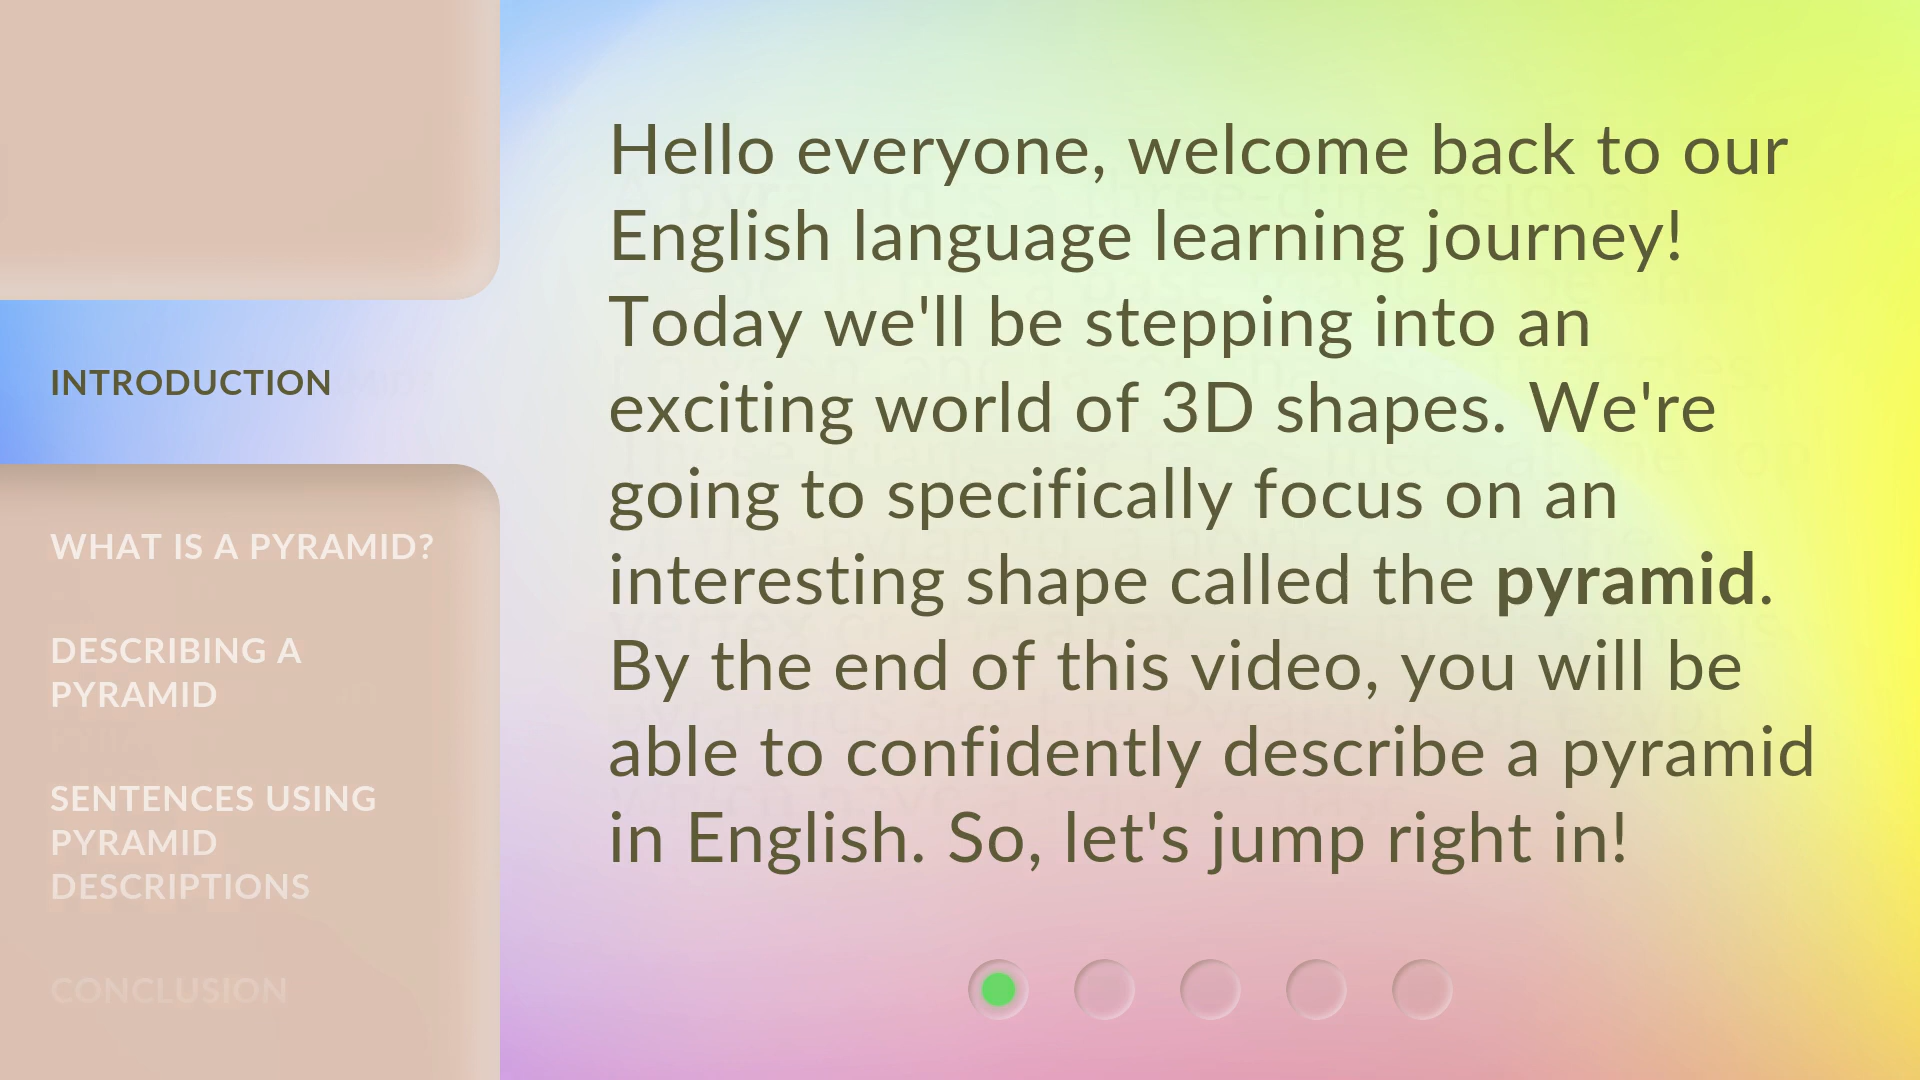 INTRODUCTION
WHAT IS A PYRAMID?
DESCRIBING A
PYRAMID
SENTENCES USING
PYRAMID
DESCRIPTIONS
CONCLUSION
Hello everyone, welcome back to our
English language learning journey!
Today we'll be stepping into an
exciting world of 3D shapes. We're
going to specifically focus on an
interesting shape called the pyramid.
By the end of this video, you will be
able to confidently describe a pyramid
in English. So, let's jump right in!